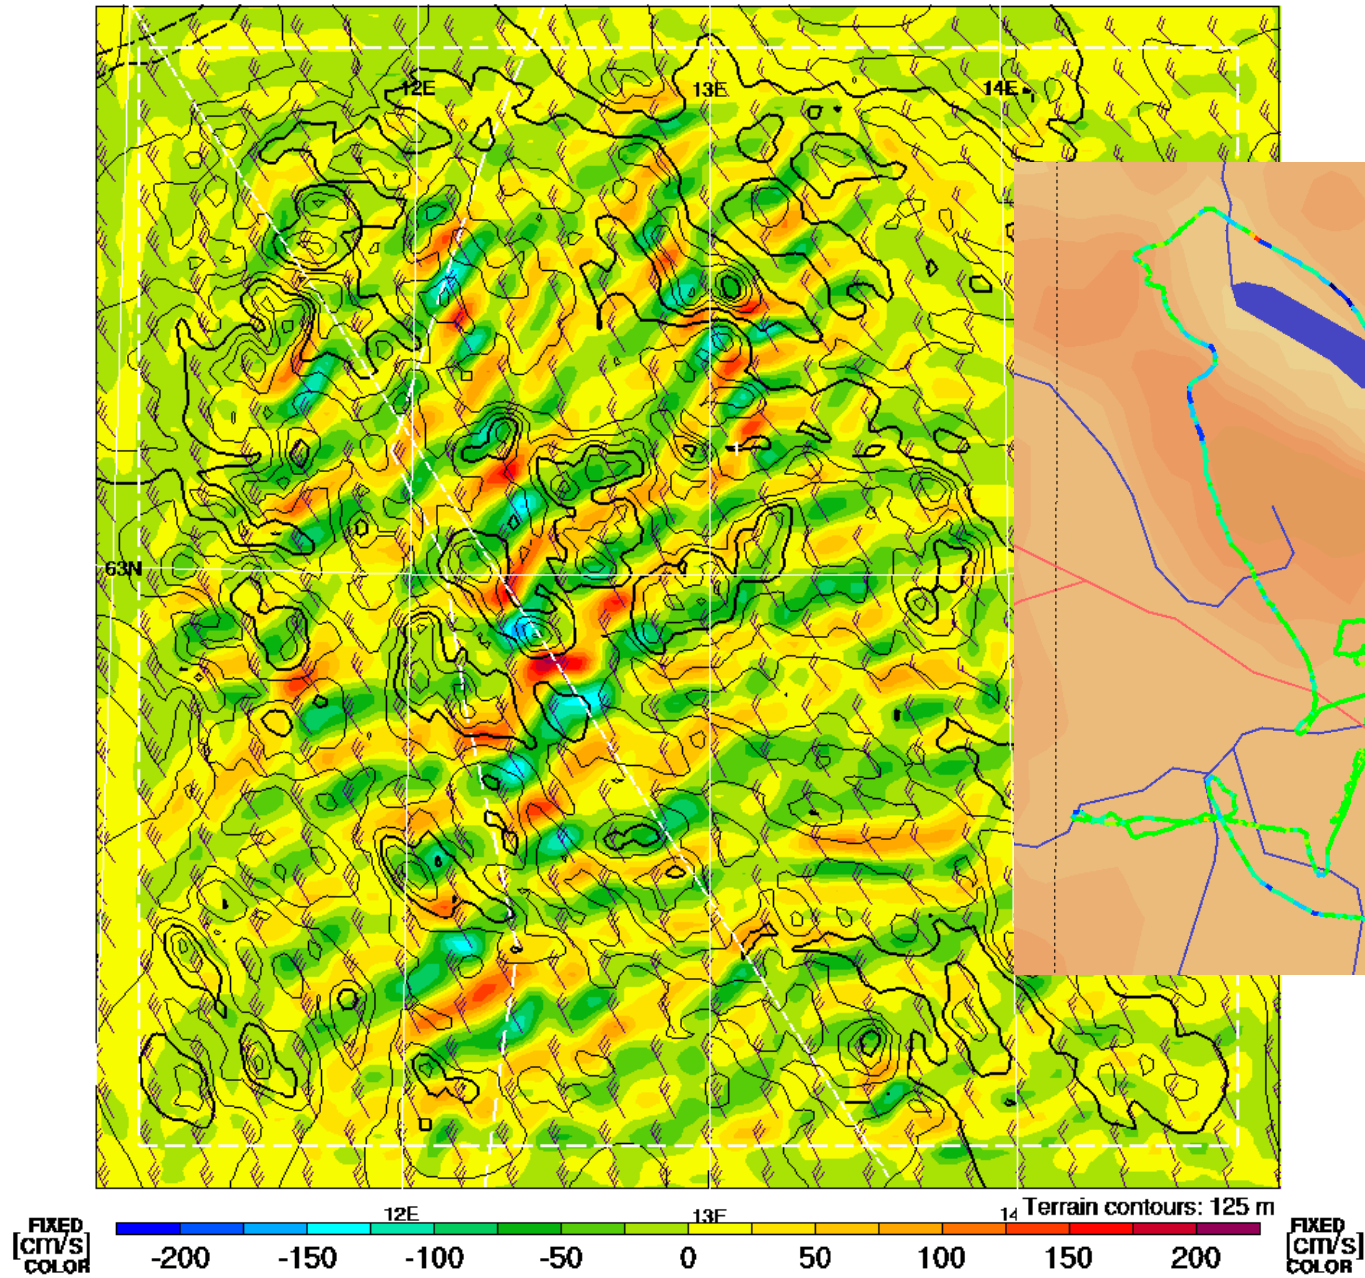 12E 13E 14E
63N
12E 13E 14 Terrain contours: 125 m
FIXED [cm/s] COLOR -200 -150 -100 -50 0 50 100 150 200 FIXED [cm/s] COLOR